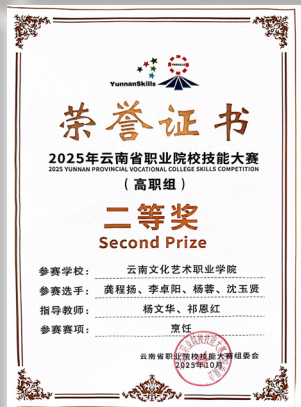 YunnanSkills
荣誉证书
2025年云南省职业院校技能大赛
2025 YUNNAN PROVINCIAL VOCATIONAL COLLEGE SKILLS COMPETITION
（高职组）
二等奖
Second Prize
参赛学校： 云南文化艺术职业学院
参赛选手： 龚程扬、李卓阳、杨蓉、沈玉贤
指导教师： 杨文华、祁恩红
参赛赛项： 烹饪
云南省职业院校技能大赛组委会
2025年10月